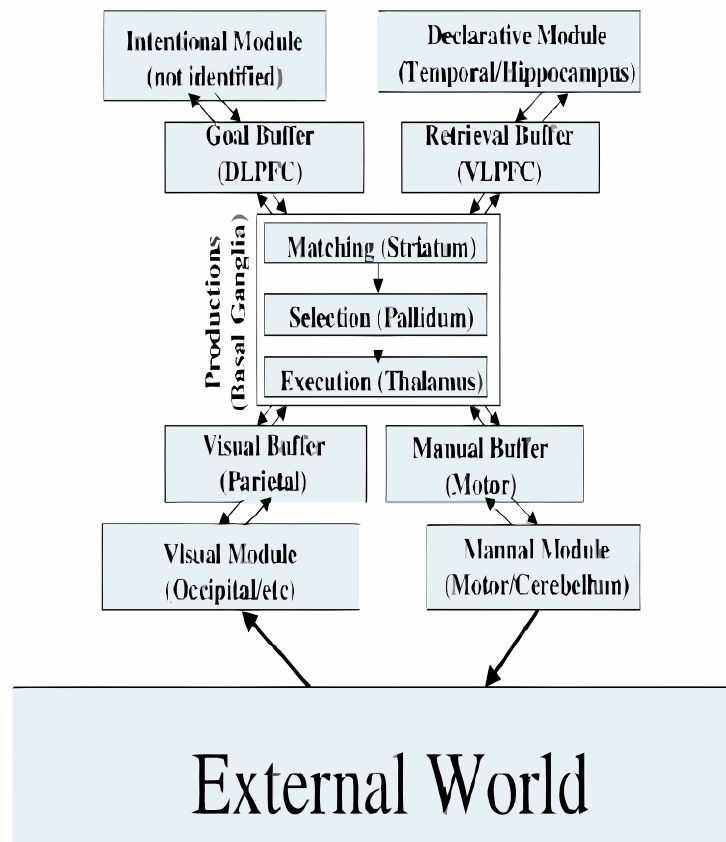 Intentional Module
(not identified)
Declarative Module
(Temporal/Hippocampus)
Goal Buffer
(DLPFC)
Retrieval Buffer
(VLPFC)
Productions
(Basal Ganglia)
Matching (Striatum)
Selection (Pallidum)
Execution (Thalamus)
Visual Buffer
(Parietal)
Manual Buffer
(Motor)
Visual Module
(Occipital/etc)
Manual Module
(Motor/Cerebellum)
External World